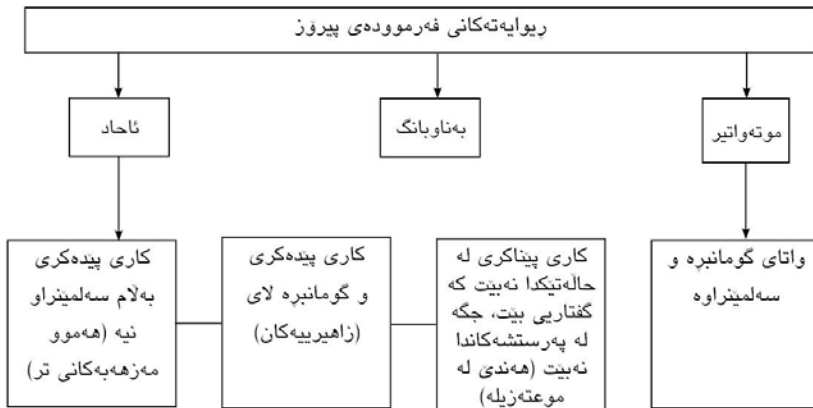 ڕیوایەتەکانی فەرموودەی پیرۆز
موتەواتیر
بەناوبانگ
ئاحاد
واتای گومانبڕە و
سەلمێنراوە
کاری پێناکری لە
حاڵەتێکدا نەبێت کە
گفتاریی بێت، جگە
لە پەرستشەکاندا
نەبێت (هەندێ لە
موعتەزیلە)
کاری پێدەکری
و گومانبڕە لای
(زاهیرییەکان)
کاری پێدەکری
بەڵام سەلمێنراو
نیە (هەموو
مەزهەبەکانی تر)